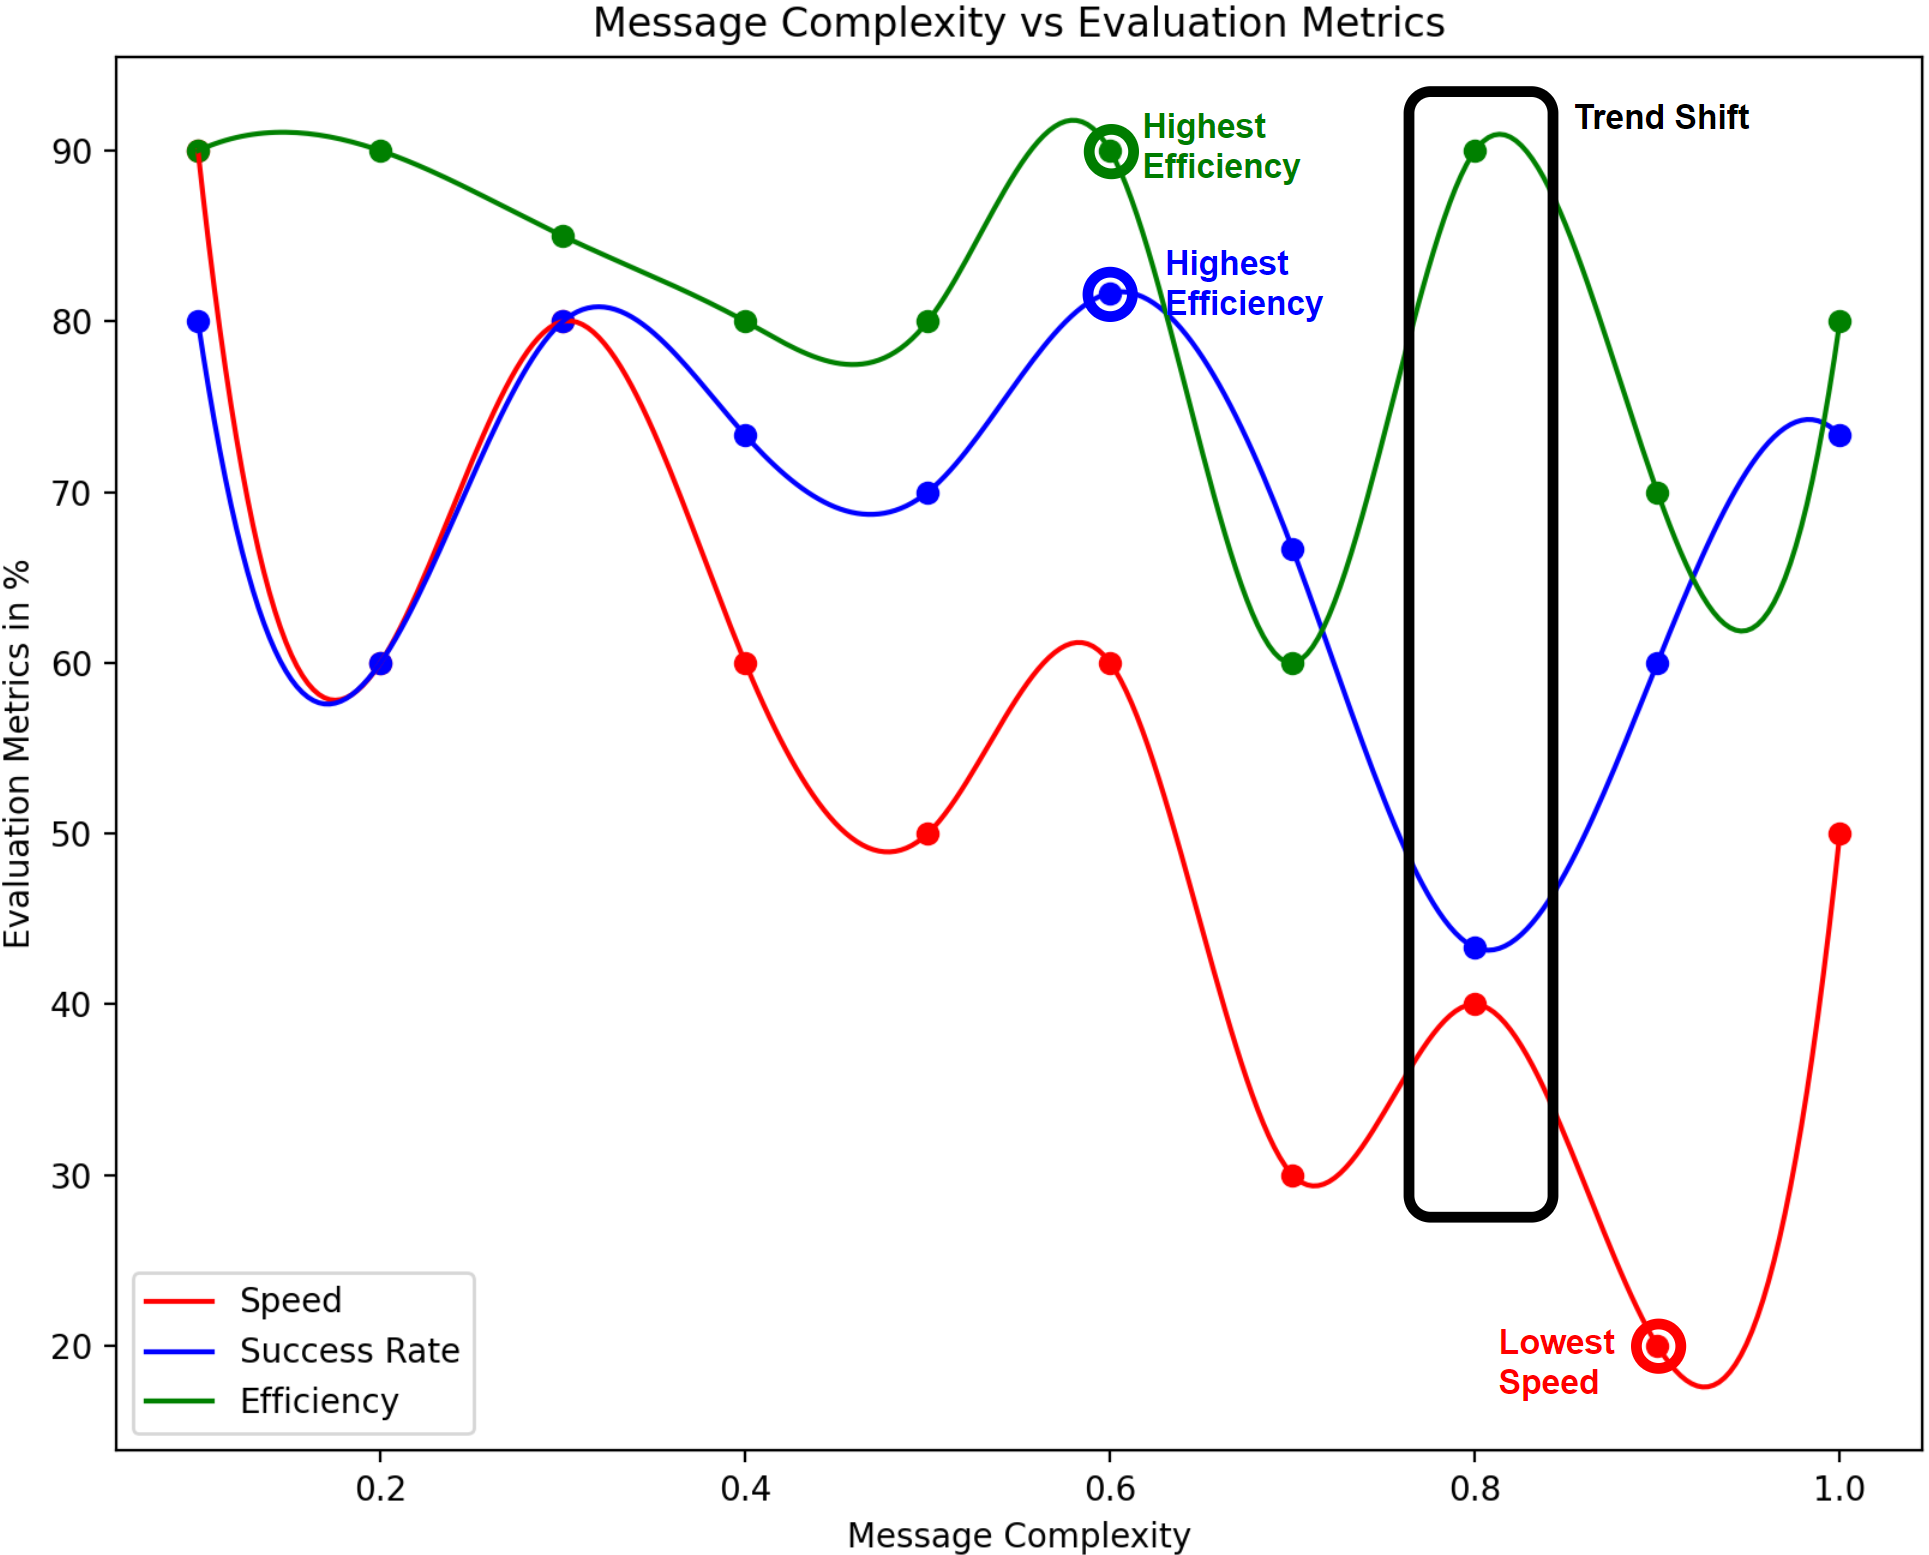 Message Complexity vs Evaluation Metrics
Highest
Efficiency
Trend Shift
Highest
Efficiency
90
80
70
60
50
40
30
20
Evaluation Metrics in %
Lowest
Speed
Speed
Success Rate
Efficiency
0.2
0.4
0.6
0.8
1.0
Message Complexity